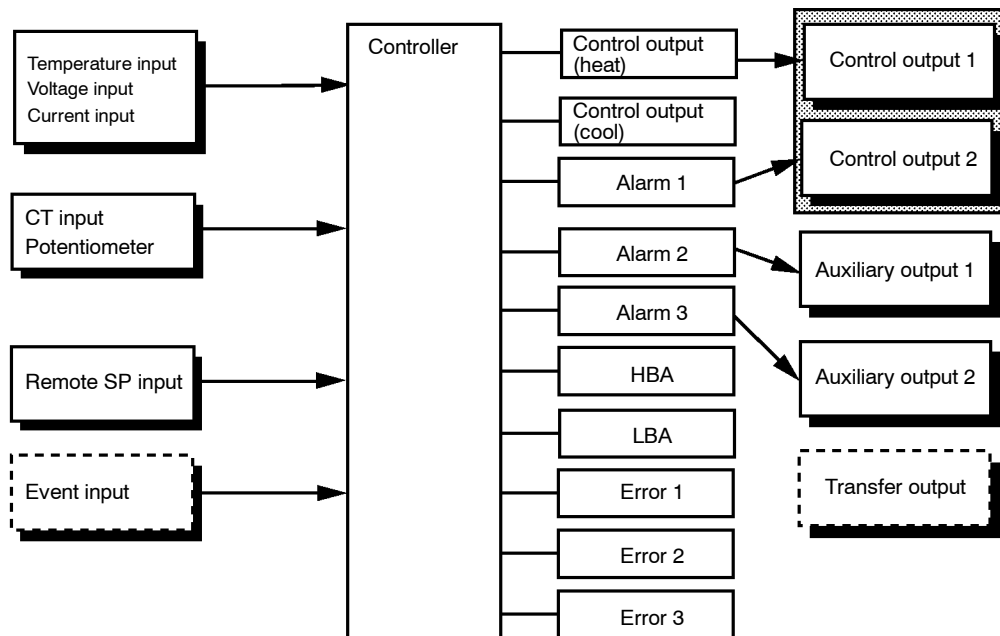 Temperature input
Voltage input
Current input
CT input
Potentiometer
Remote SP input
Event input
Controller
Control output
(heat)
Control output
(cool)
Alarm 1
Alarm 2
Alarm 3
HBA
LBA
Error 1
Error 2
Error 3
Control output 1
Control output 2
Auxiliary output 1
Auxiliary output 2
Transfer output